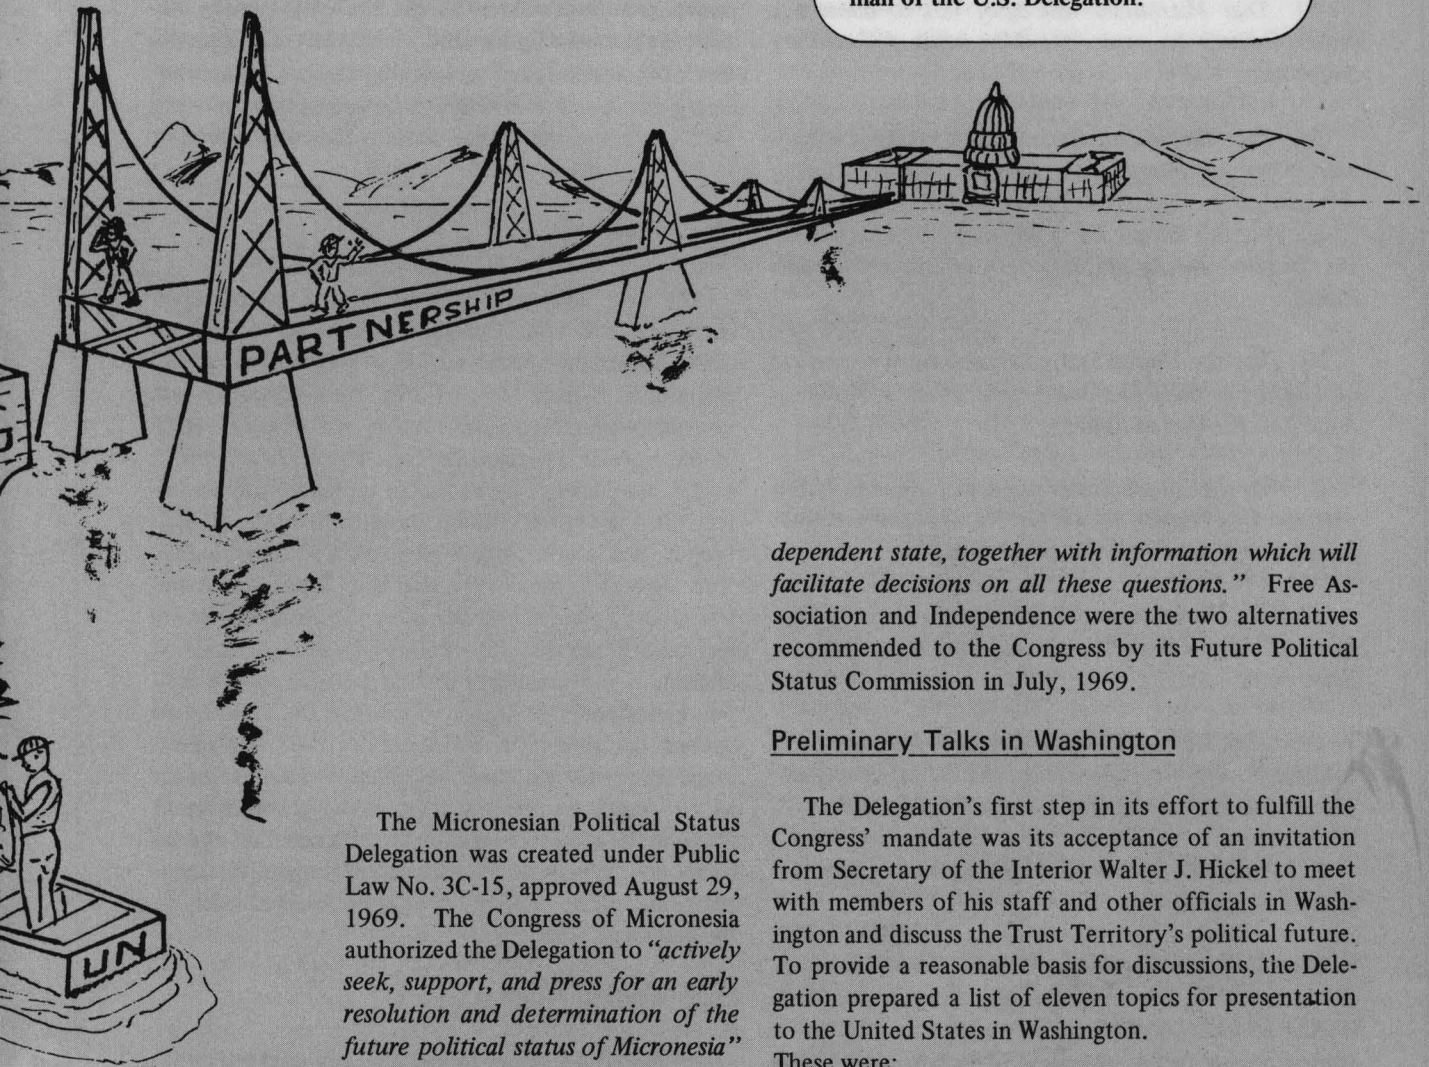 man of the U.S. Delegation.
PARTNERSHIP
UN
The Micronesian Political Status
Delegation was created under Public
Law No. 3C-15, approved August 29,
1969. The Congress of Micronesia
authorized the Delegation to “actively
seek, support, and press for an early
resolution and determination of the
future political status of Micronesia”
dependent state, together with information which will
facilitate decisions on all these questions.” Free As-
sociation and Independence were the two alternatives
recommended to the Congress by its Future Political
Status Commission in July, 1969.
Preliminary Talks in Washington
The Delegation’s first step in its effort to fulfill the
Congress’ mandate was its acceptance of an invitation
from Secretary of the Interior Walter J. Hickel to meet
with members of his staff and other officials in Wash-
ington and discuss the Trust Territory’s political future.
To provide a reasonable basis for discussions, the Dele-
gation prepared a list of eleven topics for presentation
to the United States in Washington.
These were: